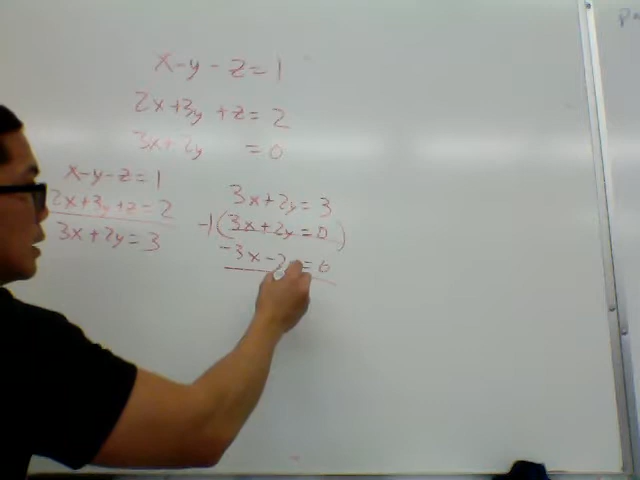 x-y-z=1
2x+3y+z=2
3x+2y =0
x-y-z=1
2x+3y+z=2
3x+2y=3
3x+2y=3
-1(3x+2y=0)
-3x-2 =0